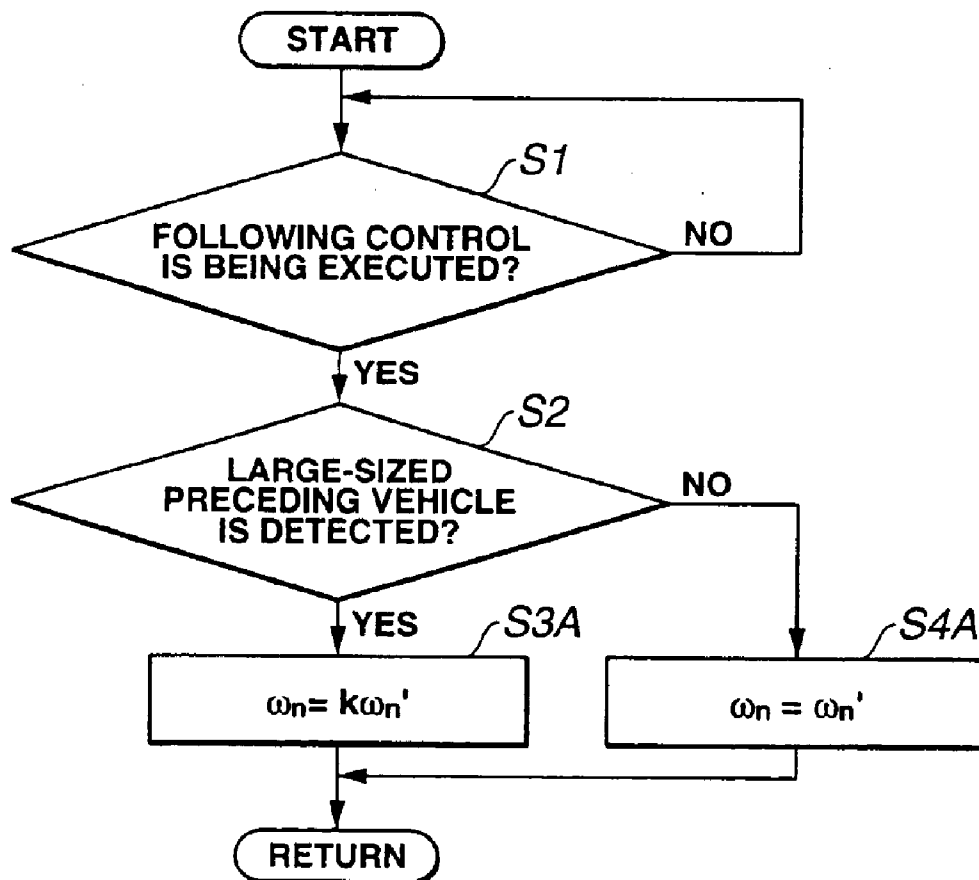 START
S1
FOLLOWING CONTROL
IS BEING EXECUTED?
NO
YES
S2
LARGE-SIZED
PRECEDING VEHICLE
IS DETECTED?
NO
YES
S3A
S4A
ωn= kωn'
ωn = ωn'
RETURN